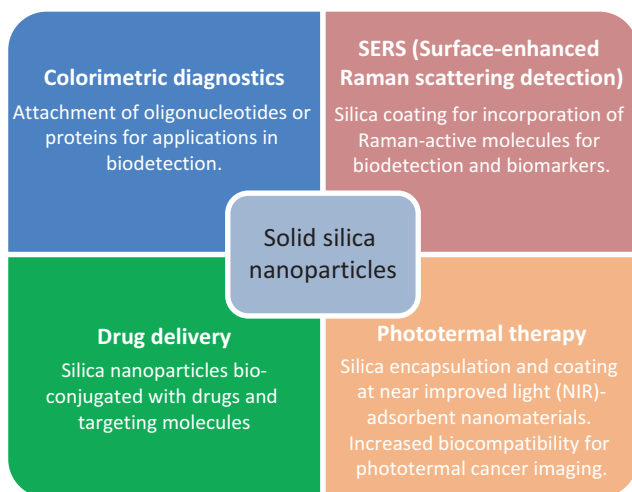 Colorimetric diagnostics
Attachment of oligonucleotides or
proteins for applications in
biodetection.
SERS (Surface-enhanced
Raman scattering detection)
Silica coating for incorporation of
Raman-active molecules for
biodetection and biomarkers.
Solid silica
nanoparticles
Drug delivery
Silica nanoparticles bio-
conjugated with drugs and
targeting molecules
Phototermal therapy
Silica encapsulation and coating
at near improved light (NIR)-
adsorbent nanomaterials.
Increased biocompatibility for
phototermal cancer imaging.